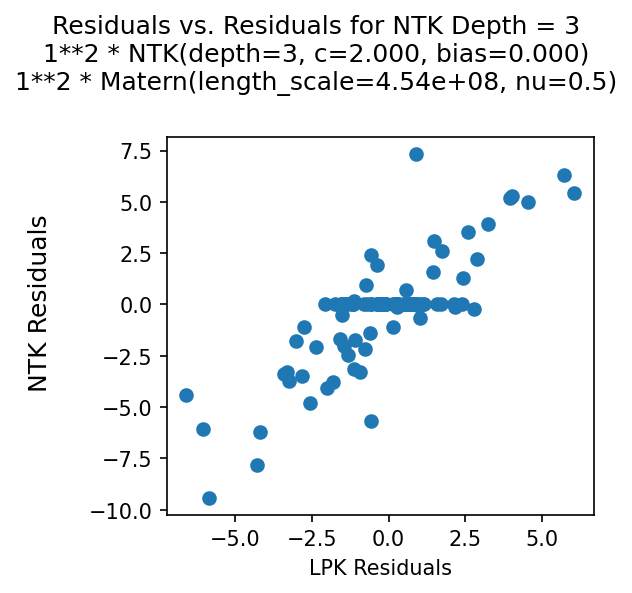 Residuals vs. Residuals for NTK Depth = 3
1**2 * NTK(depth=3, c=2.000, bias=0.000)
1**2 * Matern(length_scale=4.54e+08, nu=0.5)
7.5
5.0
2.5
0.0
−2.5
−5.0
−7.5
−10.0
NTK Residuals
−5.0 −2.5 0.0 2.5 5.0
LPK Residuals